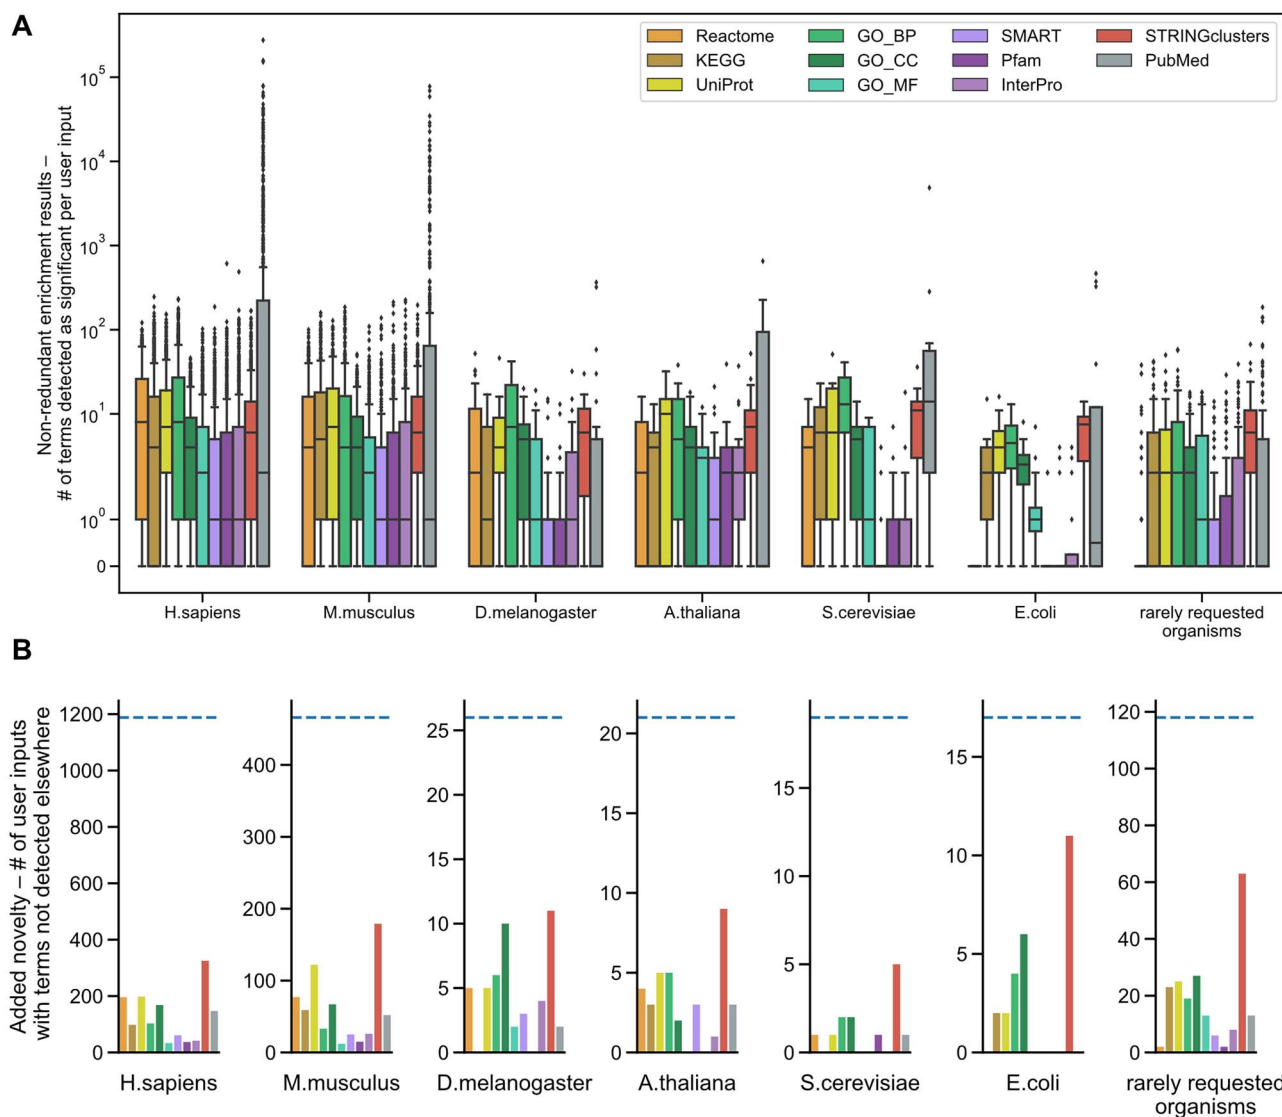 A
Non-redundant enrichment results –
# of terms detected as significant per user input
10^5
10^4
10^3
10^2
10^1
10^0
0
Reactome
KEGG
UniProt
GO_BP
GO_CC
GO_MF
SMART
Pfam
InterPro
STRINGclusters
PubMed
H.sapiens
M.musculus
D.melanogaster
A.thaliana
S.cerevisiae
E.coli
rarely requested
organisms
B
Added novelty – # of user inputs
with terms not detected elsewhere
1200
1000
800
600
400
200
0
H.sapiens
400
300
200
100
0
M.musculus
25
20
15
10
5
0
D.melanogaster
20
15
10
5
0
A.thaliana
15
10
5
0
S.cerevisiae
15
10
5
0
E.coli
120
100
80
60
40
20
0
rarely requested
organisms